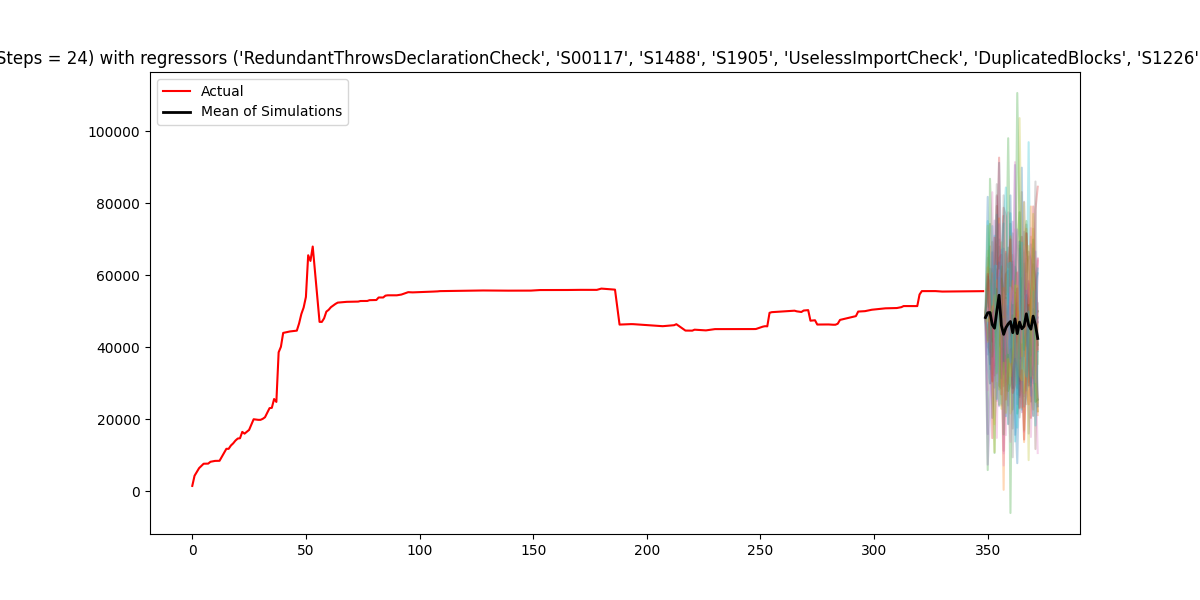 Steps = 24) with regressors ('RedundantThrowsDeclarationCheck', 'S00117', 'S1488', 'S1905', 'UselessImportCheck', 'DuplicatedBlocks', 'S1226'
Actual
Mean of Simulations
100000
80000
60000
40000
20000
0
0 50 100 150 200 250 300 350